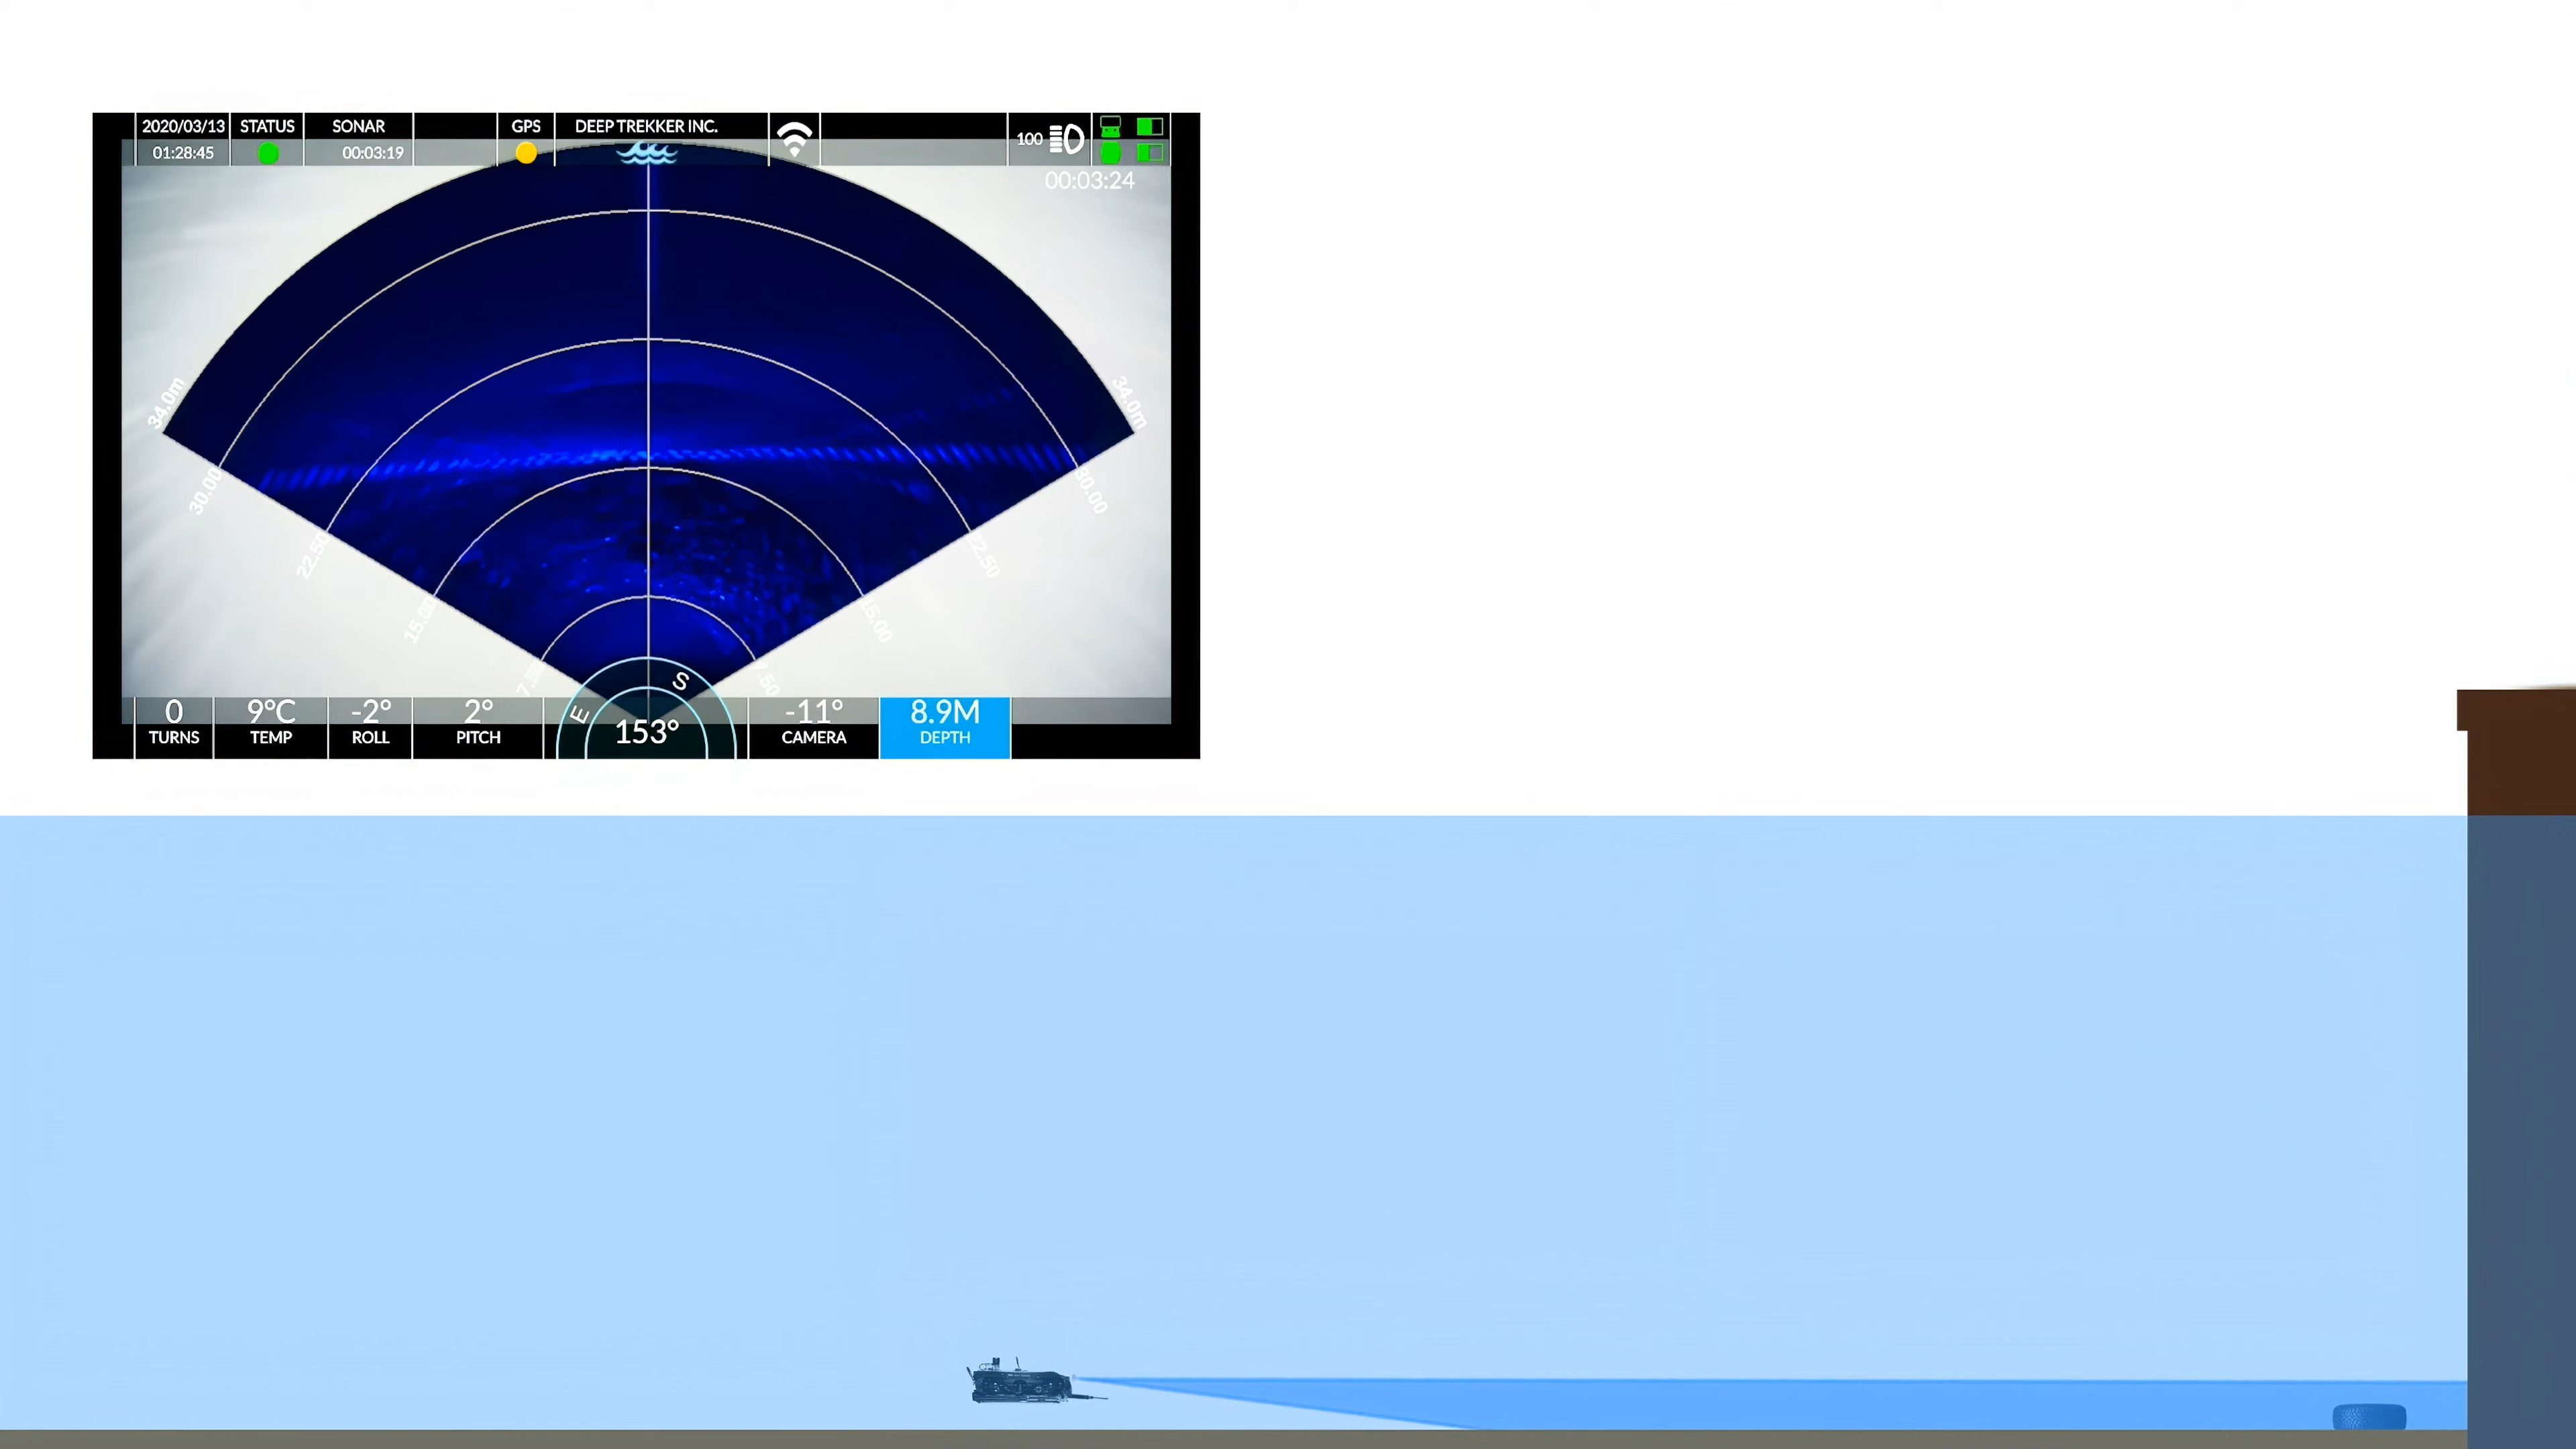 2020/03/13 STATUS SONAR GPS DEEP TREKKER INC.
01:28:45 00:03:19 100
00:03:24
34.0m 34.0m
30.00 30.00
22.50 22.50
15.00 15.00
7.50
S
E
153°
0 9°C -2° 2° -11° 8.9M
TURNS TEMP ROLL PITCH CAMERA DEPTH